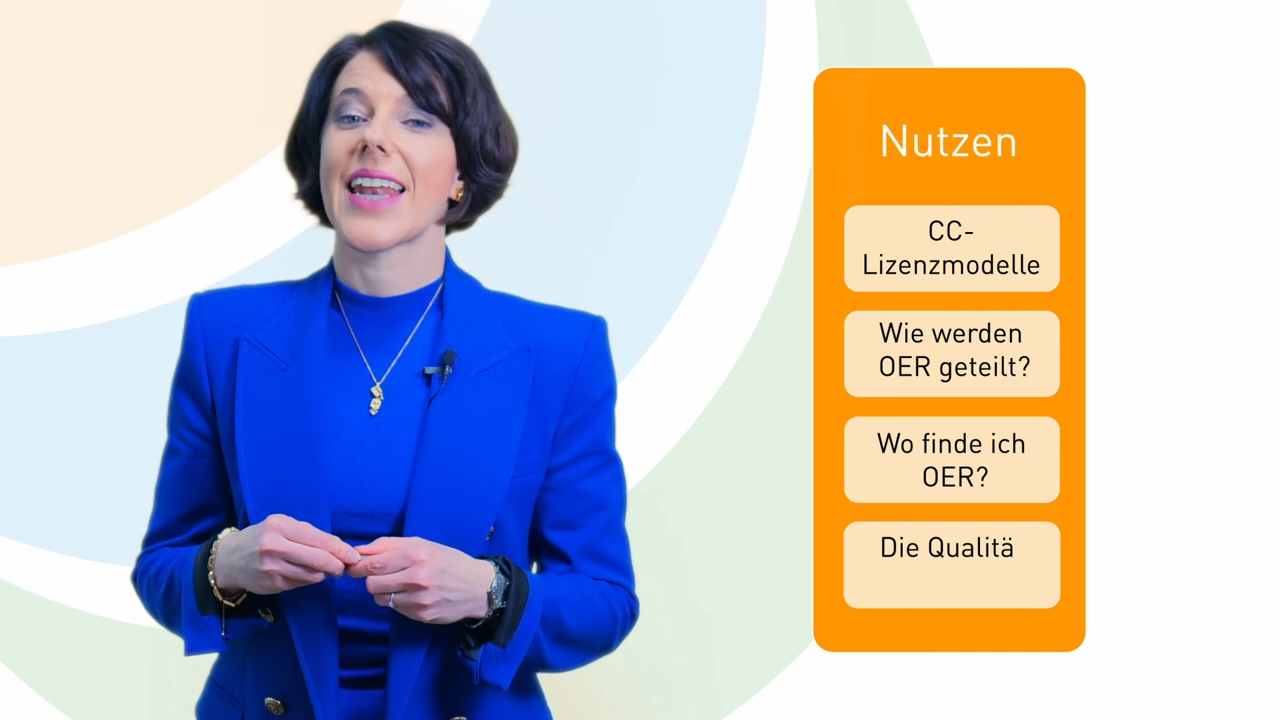 Nutzen
CC-
Lizenzmodelle
Wie werden
OER geteilt?
Wo finde ich
OER?
Die Qualitä